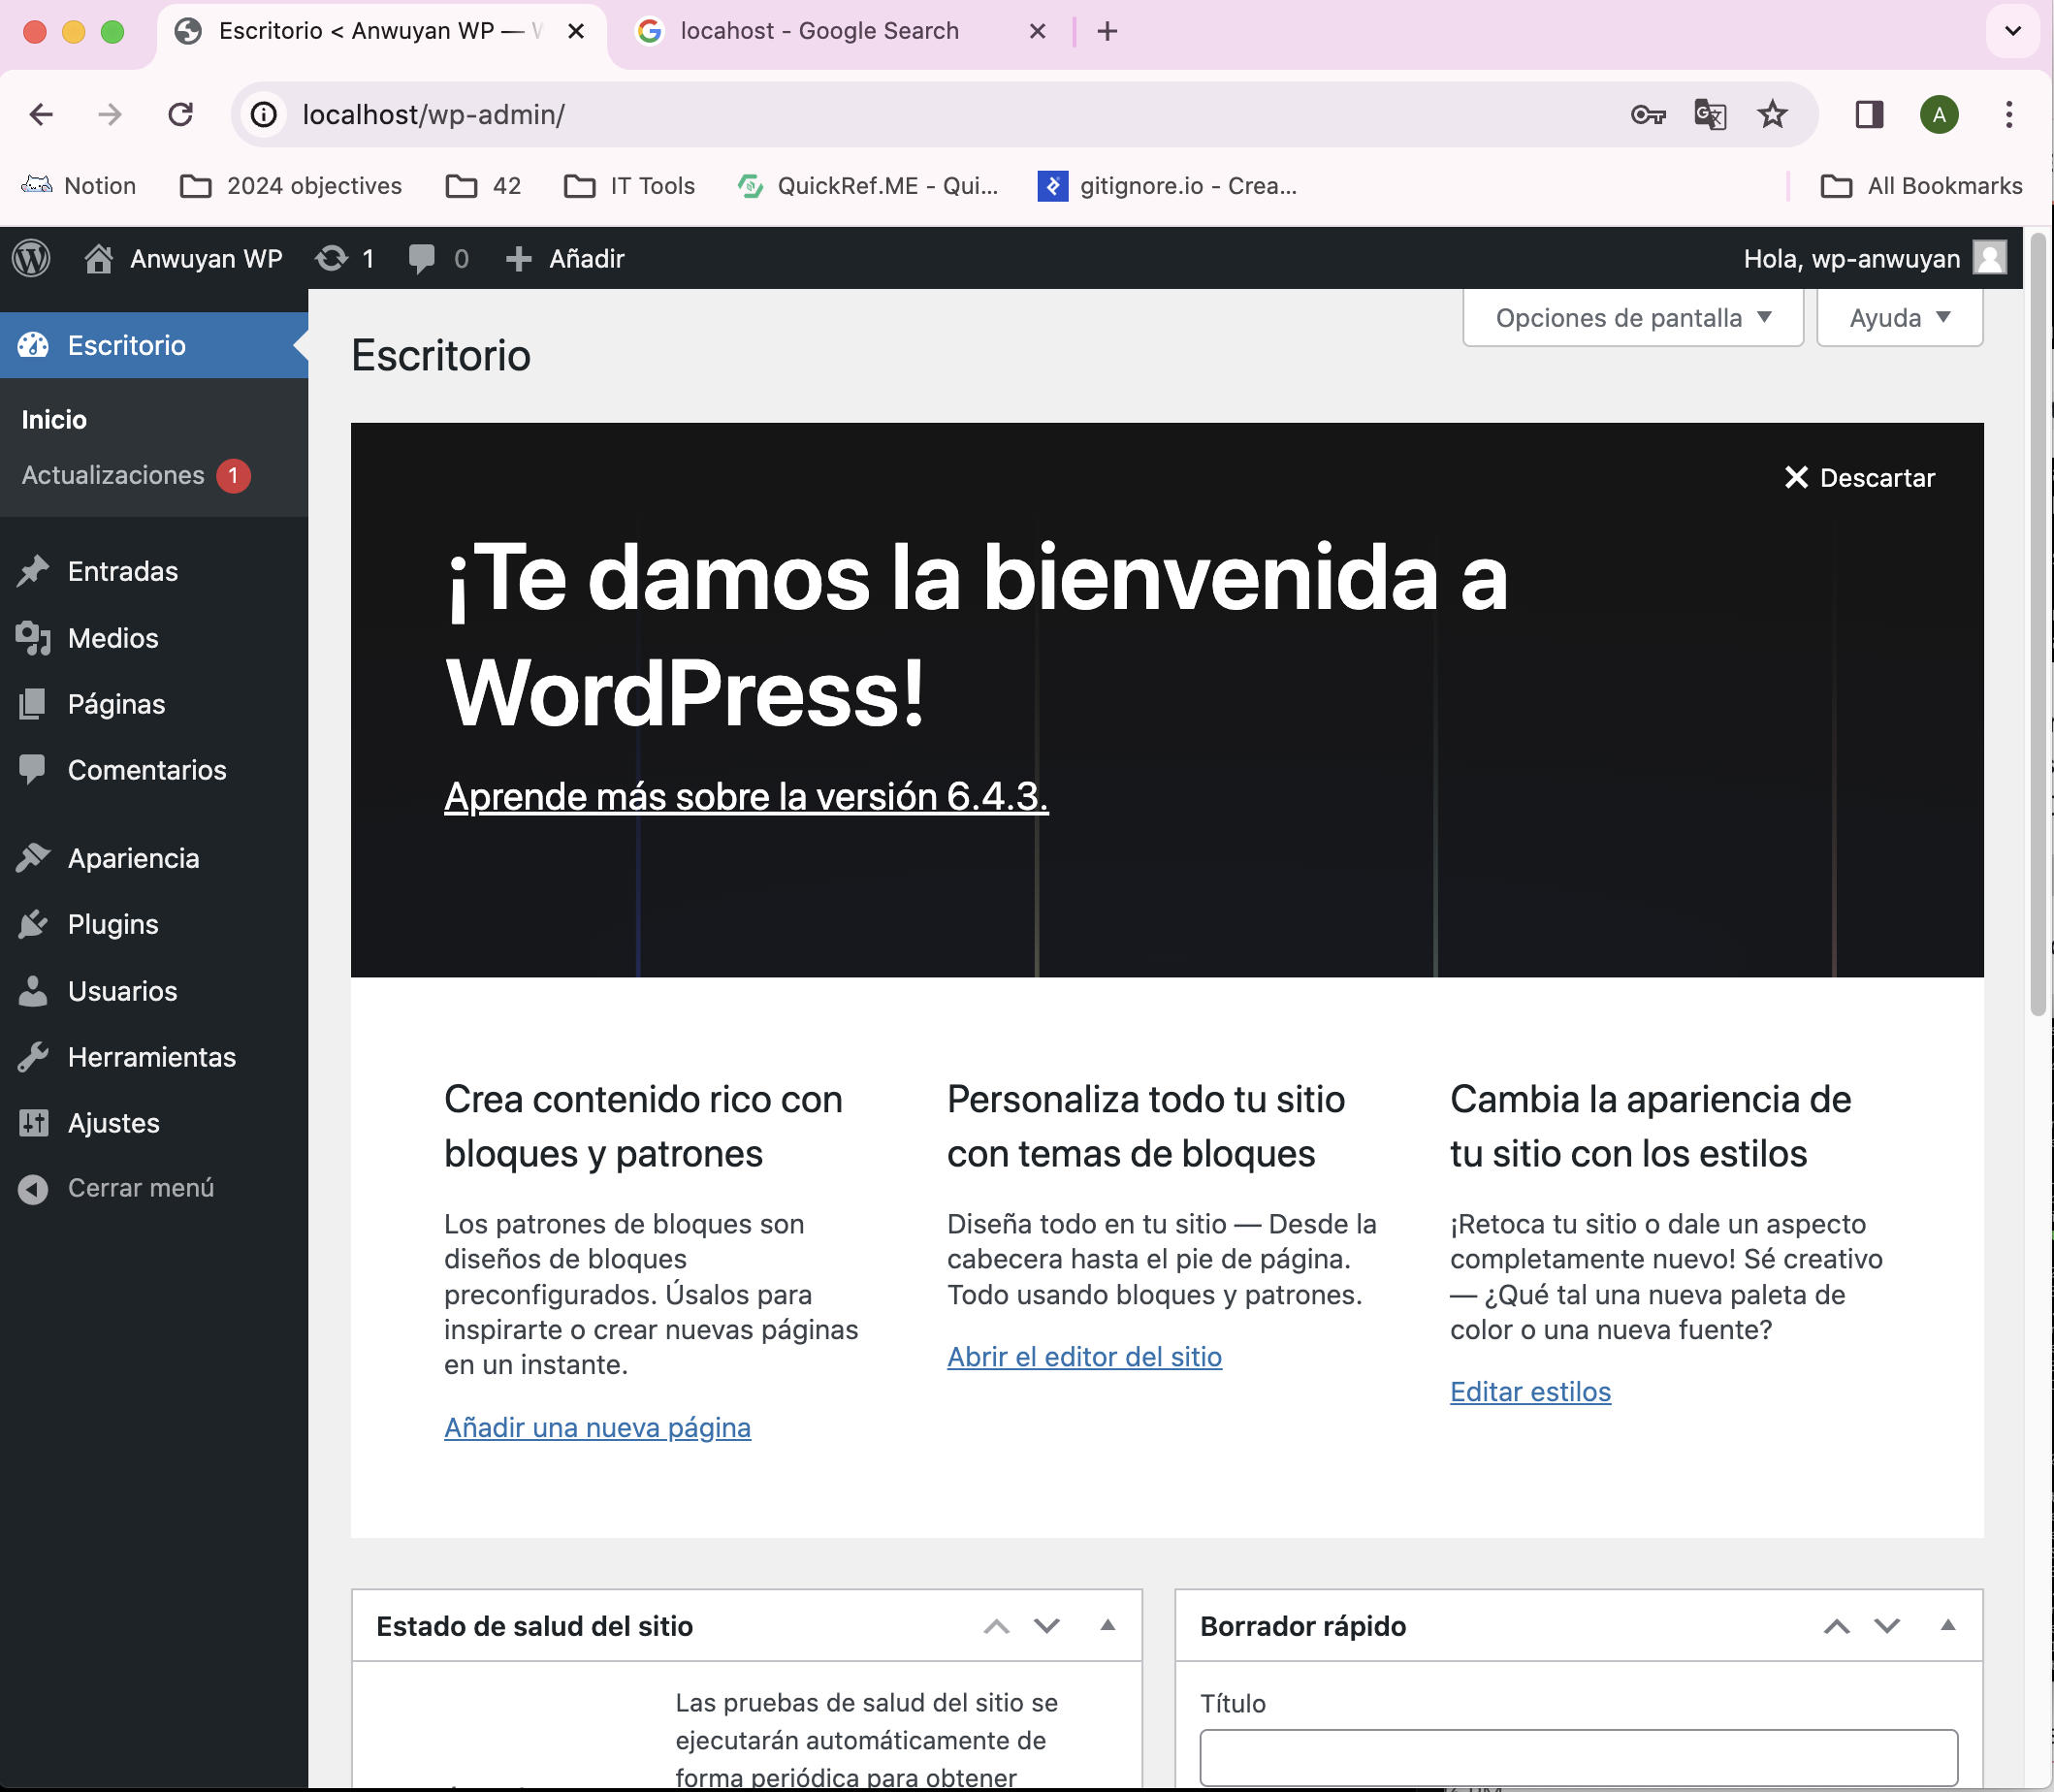 Escritorio < Anwuyan WP —
locahost - Google Search
localhost/wp-admin/
A
Notion
2024 objectives
42
IT Tools
QuickRef.ME - Qui...
gitignore.io - Crea...
All Bookmarks
Anwuyan WP
1
0
Añadir
Hola, wp-anwuyan
Escritorio
Inicio
Actualizaciones 1
Entradas
Medios
Páginas
Comentarios
Apariencia
Plugins
Usuarios
Herramientas
Ajustes
Cerrar menú
Opciones de pantalla
Ayuda
Escritorio
Descartar
¡Te damos la bienvenida a
WordPress!
Aprende más sobre la versión 6.4.3.
Crea contenido rico con
bloques y patrones
Los patrones de bloques son
diseños de bloques
preconfigurados. Úsalos para
inspirarte o crear nuevas páginas
en un instante.
Añadir una nueva página
Personaliza todo tu sitio
con temas de bloques
Diseña todo en tu sitio — Desde la
cabecera hasta el pie de página.
Todo usando bloques y patrones.
Abrir el editor del sitio
Cambia la apariencia de
tu sitio con los estilos
¡Retoca tu sitio o dale un aspecto
completamente nuevo! Sé creativo
— ¿Qué tal una nueva paleta de
color o una nueva fuente?
Editar estilos
Estado de salud del sitio
Las pruebas de salud del sitio se
ejecutarán automáticamente de
forma periódica para obtener
Borrador rápido
Título